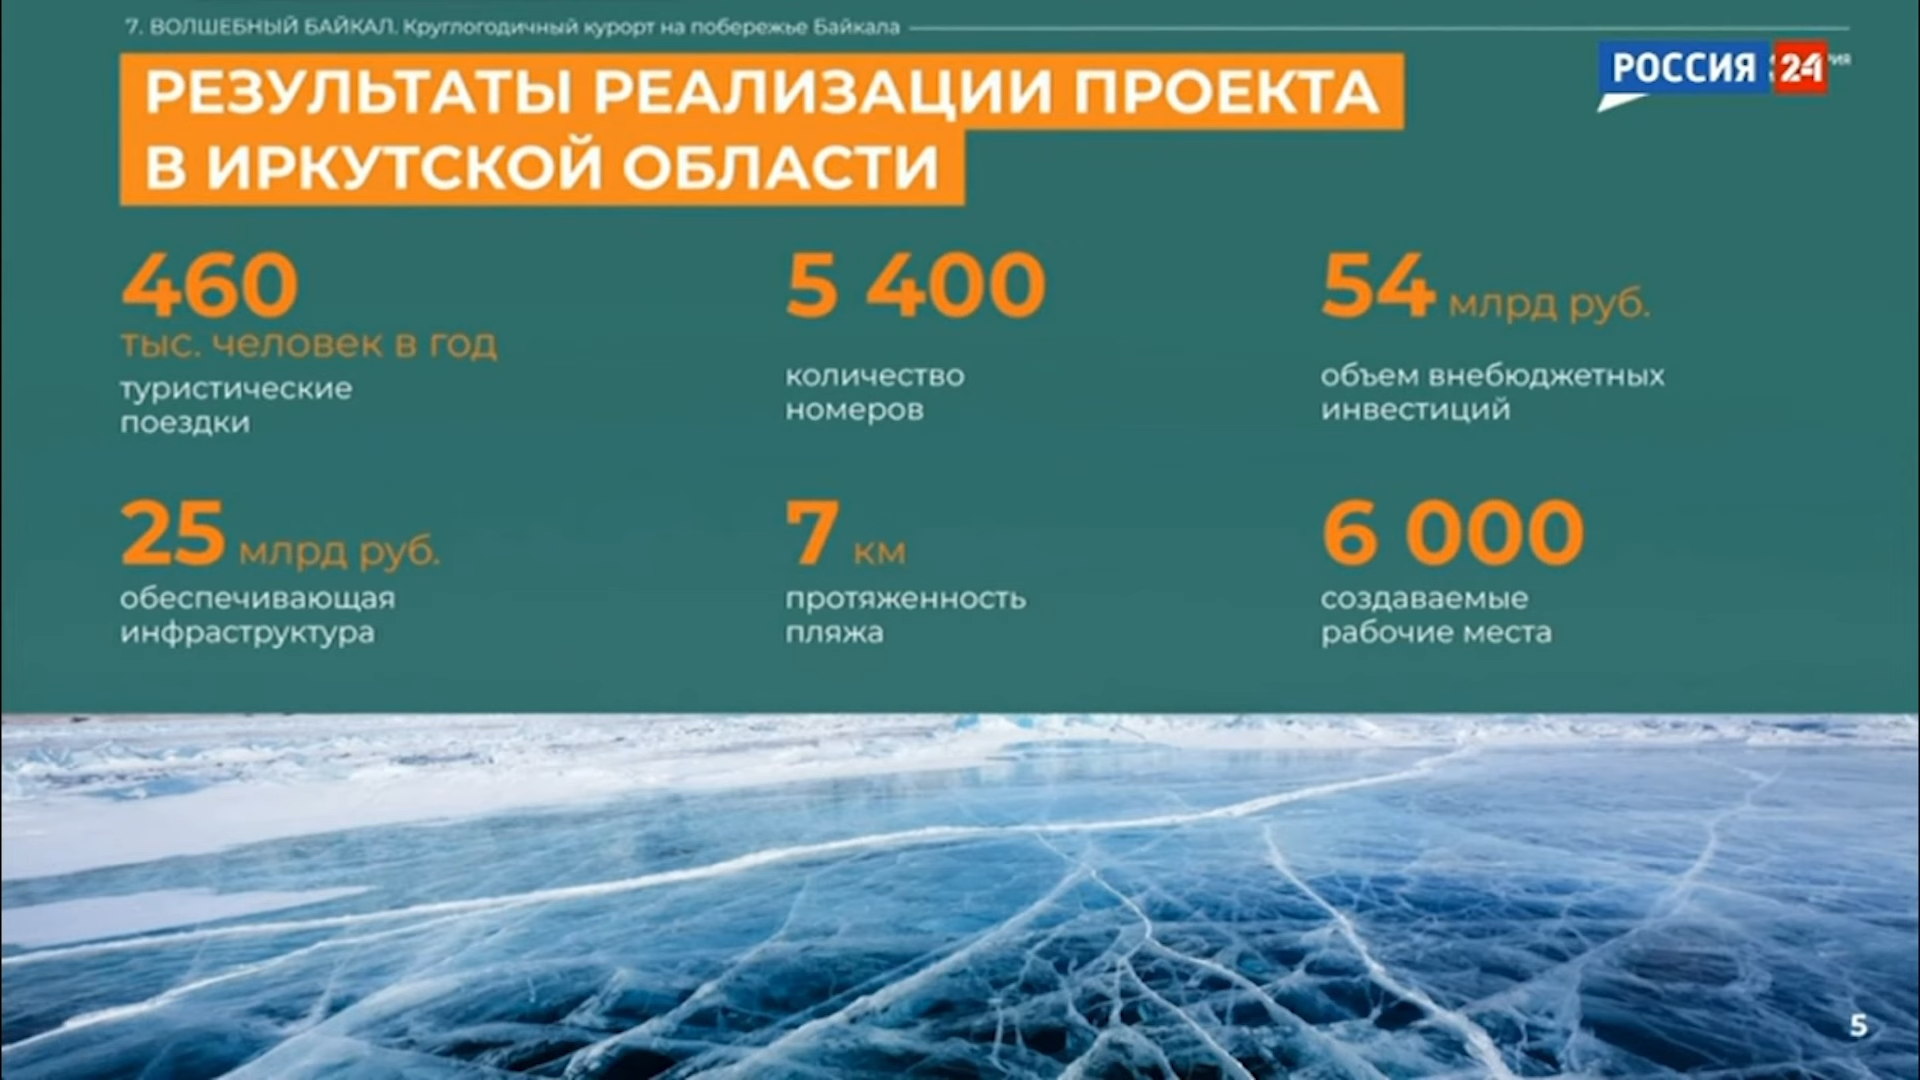 7. ВОЛШЕБНЫЙ БАЙКАЛ. Круглогодичный курорт на побережье Байкала
РОССИЯ 24
РЕЗУЛЬТАТЫ РЕАЛИЗАЦИИ ПРОЕКТА
В ИРКУТСКОЙ ОБЛАСТИ
460
тыс. человек в год
туристические
поездки
5 400
количество
номеров
54 млрд руб.
объем внебюджетных
инвестиций
25 млрд руб.
обеспечивающая
инфраструктура
7 км
протяженность
пляжа
6 000
создаваемые
рабочие места
5